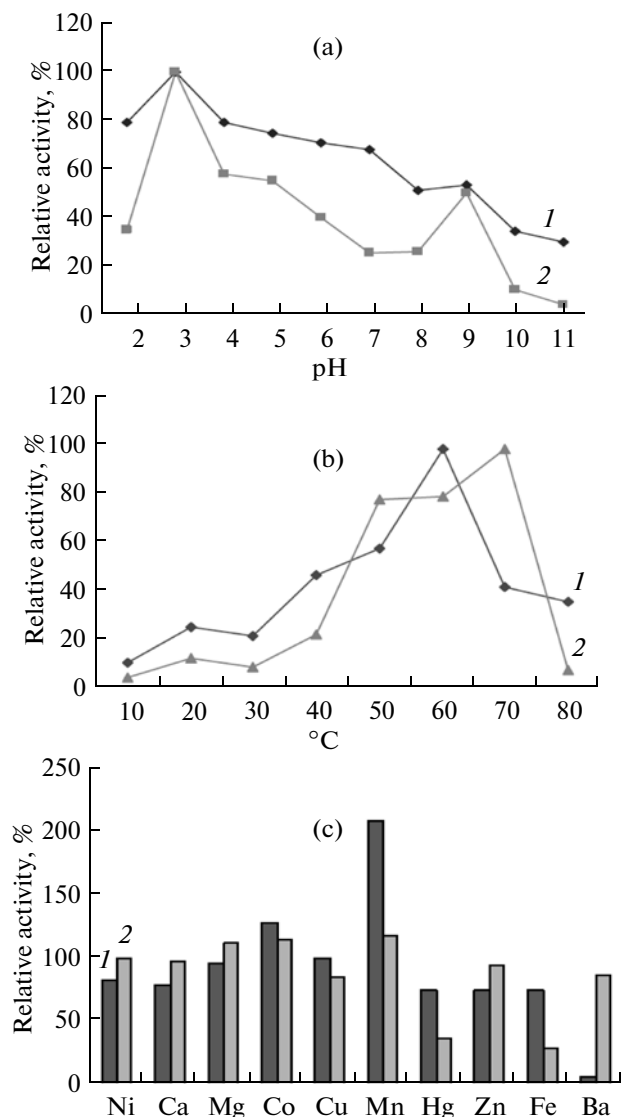 120
(a)
100
80
60
40
20
0
Relative activity, %
1
2
2 3 4 5 6 7 8 9 10 11
pH
120
(b)
100
80
60
40
20
0
Relative activity, %
1
2
10 20 30 40 50 60 70 80
°C
250
(c)
200
150
100
50
0
Relative activity, %
1
2
Ni Ca Mg Co Cu Mn Hg Zn Fe Ba